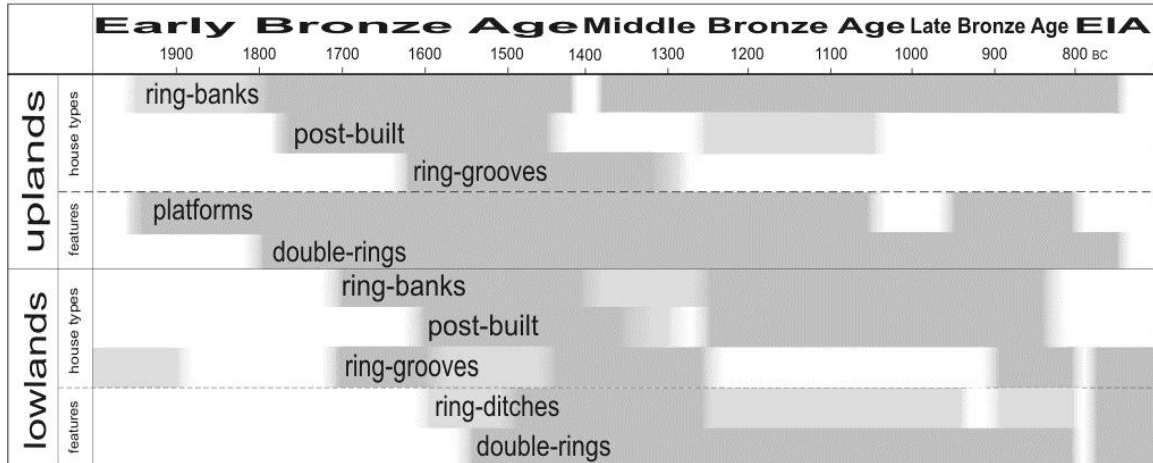 Early Bronze Age Middle Bronze Age Late Bronze Age EIA
1900 1800 1700 1600 1500 1400 1300 1200 1100 1000 900 800 BC
uplands
house types
ring-banks
post-built
ring-grooves
features
platforms
double-rings
lowlands
house types
ring-banks
post-built
ring-grooves
features
ring-ditches
double-rings